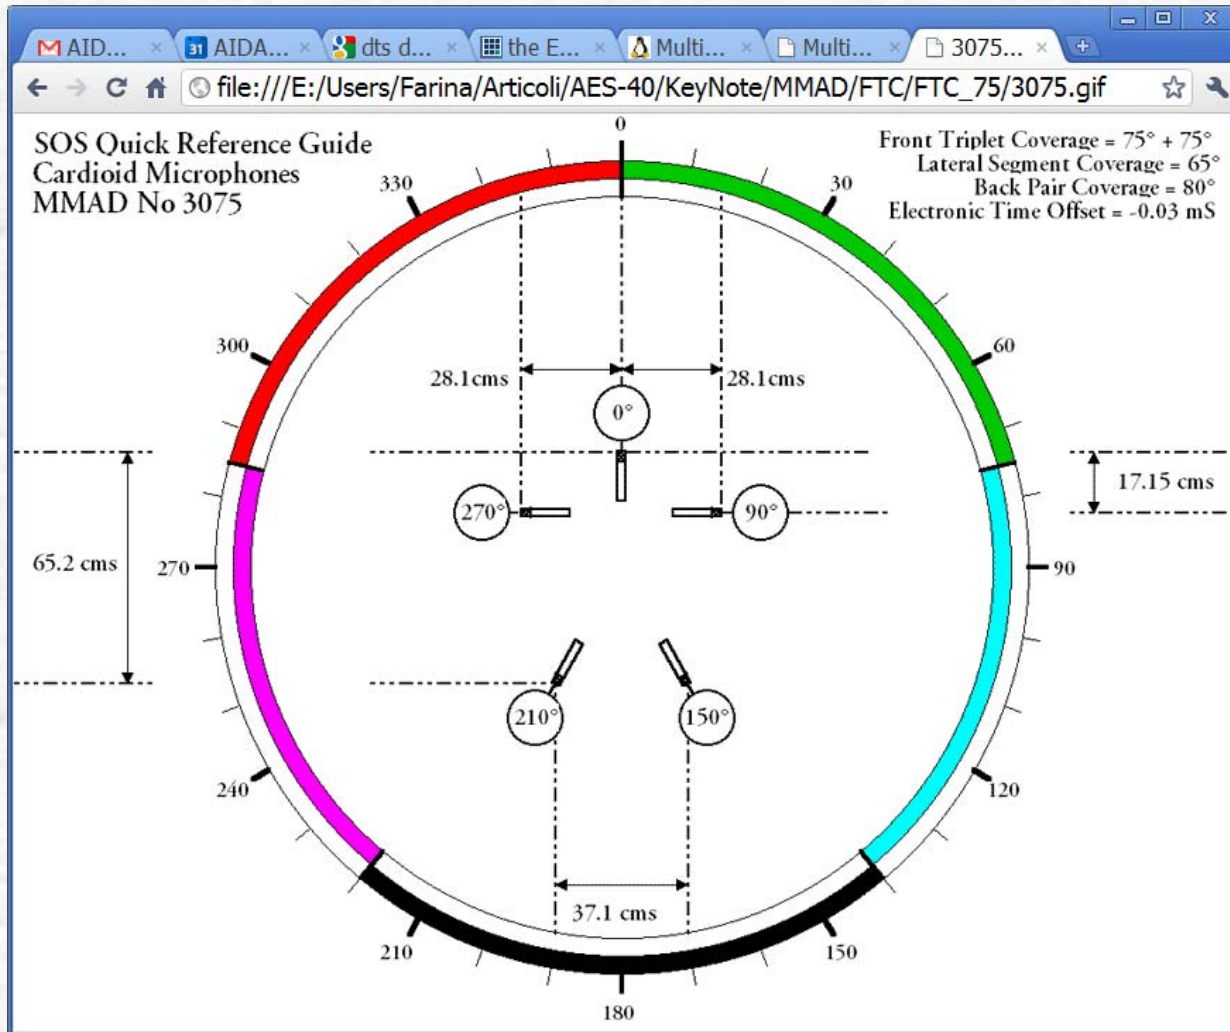 AID...
31
AIDA...
dts d...
the E...
Multi...
Multi...
3075...
file:///E:/Users/Farina/Articoli/AES-40/KeyNote/MMAD/FTC/FTC_75/3075.gif
SOS Quick Reference Guide
Cardioid Microphones
MMAD No 3075
Front Triplet Coverage = 75° + 75°
Lateral Segment Coverage = 65°
Back Pair Coverage = 80°
Electronic Time Offset = -0.03 mS
0
330
30
300
60
28.1cms
28.1cms
0°
17.15 cms
270°
90°
65.2 cms
270
90
210°
150°
240
120
37.1 cms
210
150
180